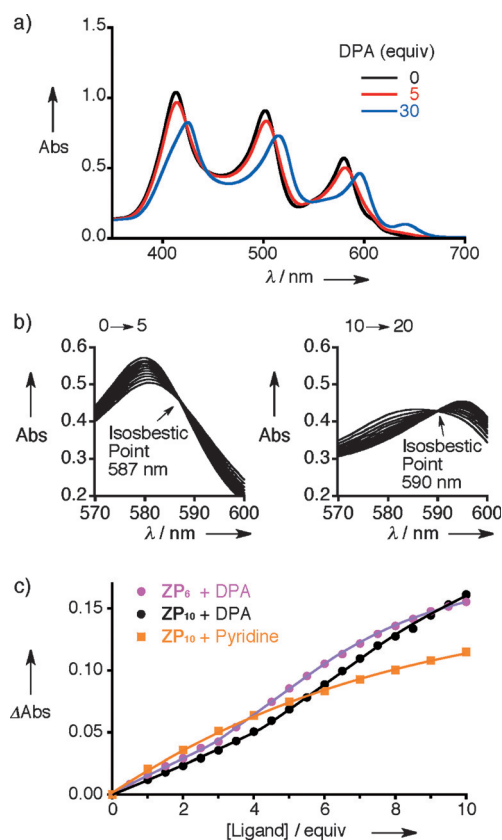 a)
1.5
1.0
0.5
0.0
Abs
DPA (equiv)
0
5
30
400 500 600 700
λ / nm
b)
0→5
0.6
0.5
0.4
0.3
0.2
Abs
Isosbestic
Point
587 nm
570 580 590 600
λ / nm
10→20
0.6
0.5
0.4
0.3
0.2
Abs
Isosbestic
Point
590 nm
570 580 590 600
λ / nm
c)
ZP₆ + DPA
ZP₁₀ + DPA
ZP₁₀ + Pyridine
0.15
0.10
0.05
0.00
ΔAbs
0 2 4 6 8 10
[Ligand] / equiv